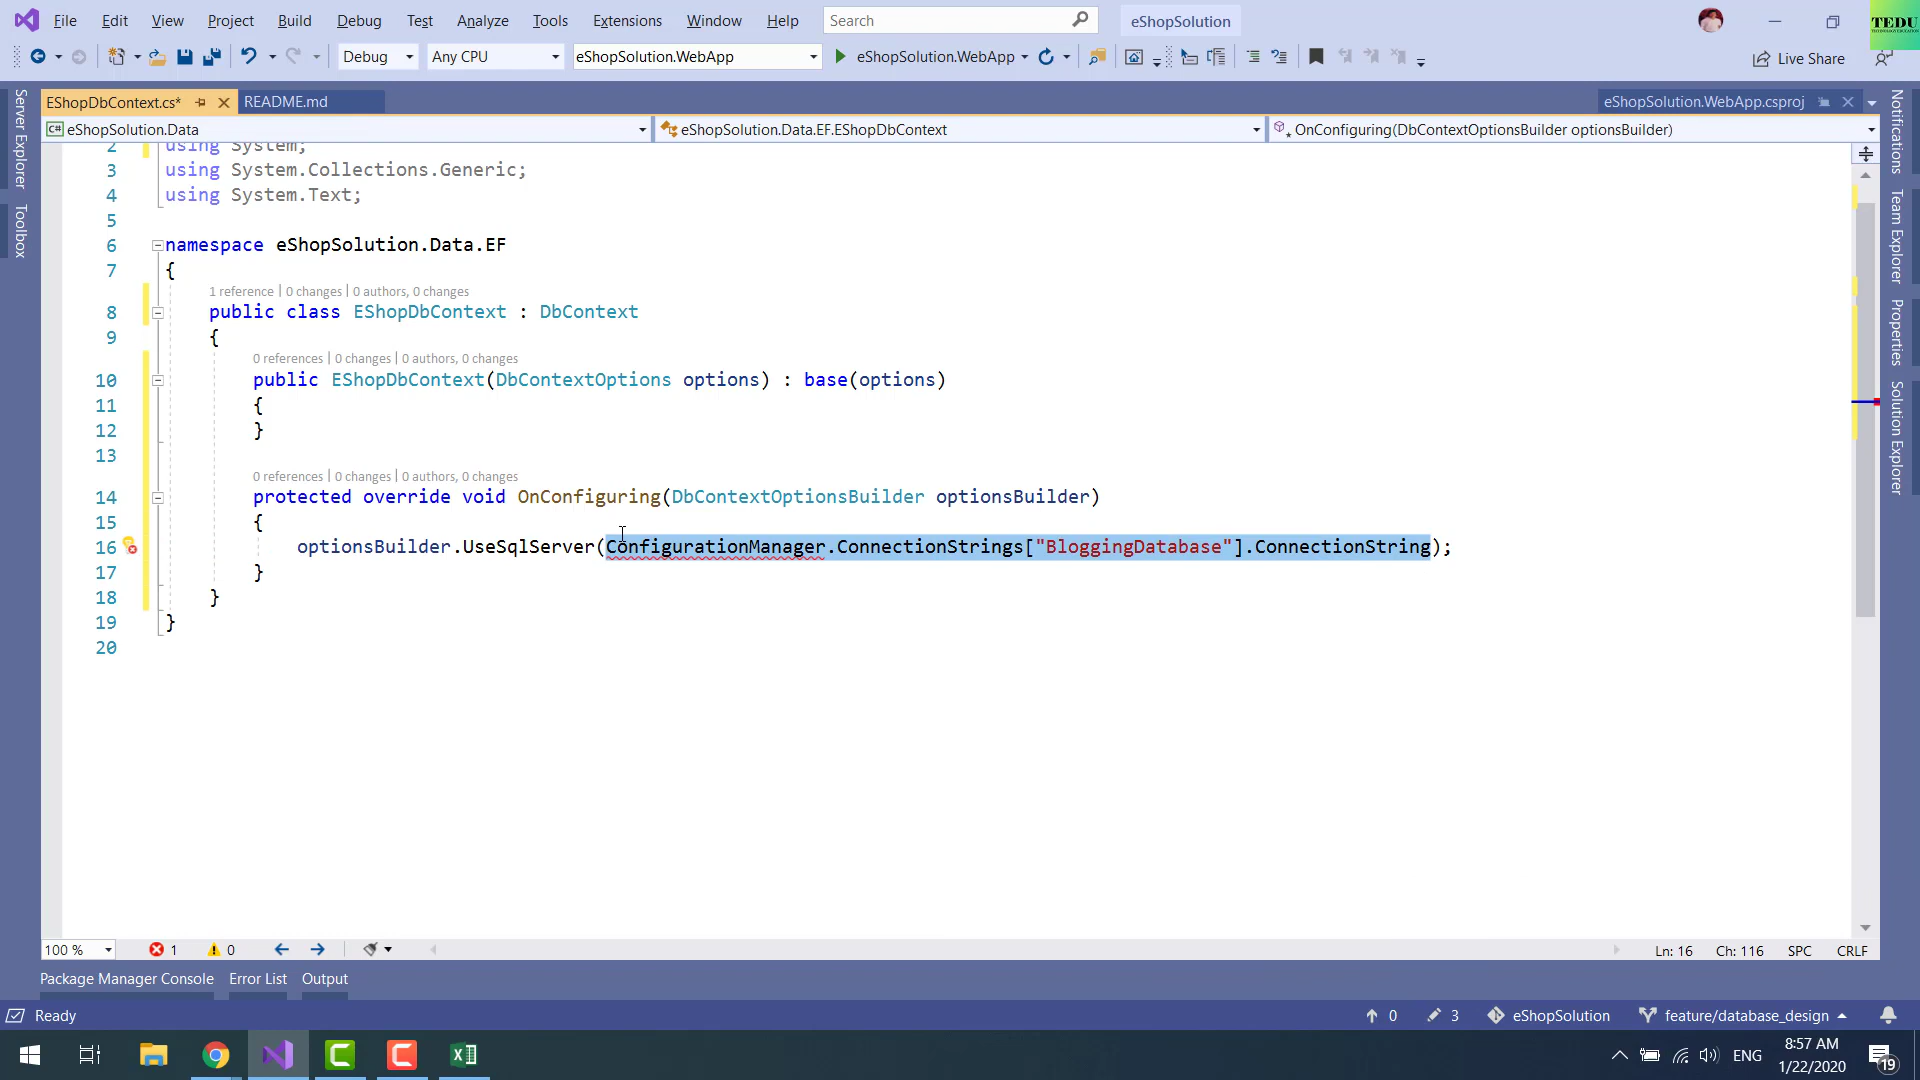 File Edit View Project Build Debug Test Analyze Tools Extensions Window Help Search eShopSolution TEDU
Debug Any CPU eShopSolution.WebApp eShopSolution.WebApp Live Share
EShopDbContext.cs* README.md eShopSolution.WebApp.csproj
eShopSolution.Data eShopSolution.Data.EF.EShopDbContext OnConfiguring(DbContextOptionsBuilder optionsBuilder)
Server Explorer
Toolbox
Notifications
Team Explorer
Properties
Solution Explorer
2 using System;
3 using System.Collections.Generic;
4 using System.Text;
5
6 namespace eShopSolution.Data.EF
7 {
1 reference | 0 changes | 0 authors, 0 changes
8 public class EShopDbContext : DbContext
9 {
0 references | 0 changes | 0 authors, 0 changes
10 public EShopDbContext(DbContextOptions options) : base(options)
11 {
12 }
13
0 references | 0 changes | 0 authors, 0 changes
14 protected override void OnConfiguring(DbContextOptionsBuilder optionsBuilder)
15 {
16 optionsBuilder.UseSqlServer(ConfigurationManager.ConnectionStrings["BloggingDatabase"].ConnectionString);
17 }
18 }
19 }
20
100 % 1 0 Ln: 16 Ch: 116 SPC CRLF
Package Manager Console Error List Output
Ready 0 3 eShopSolution feature/database_design
ENG 8:57 AM
1/22/2020 19